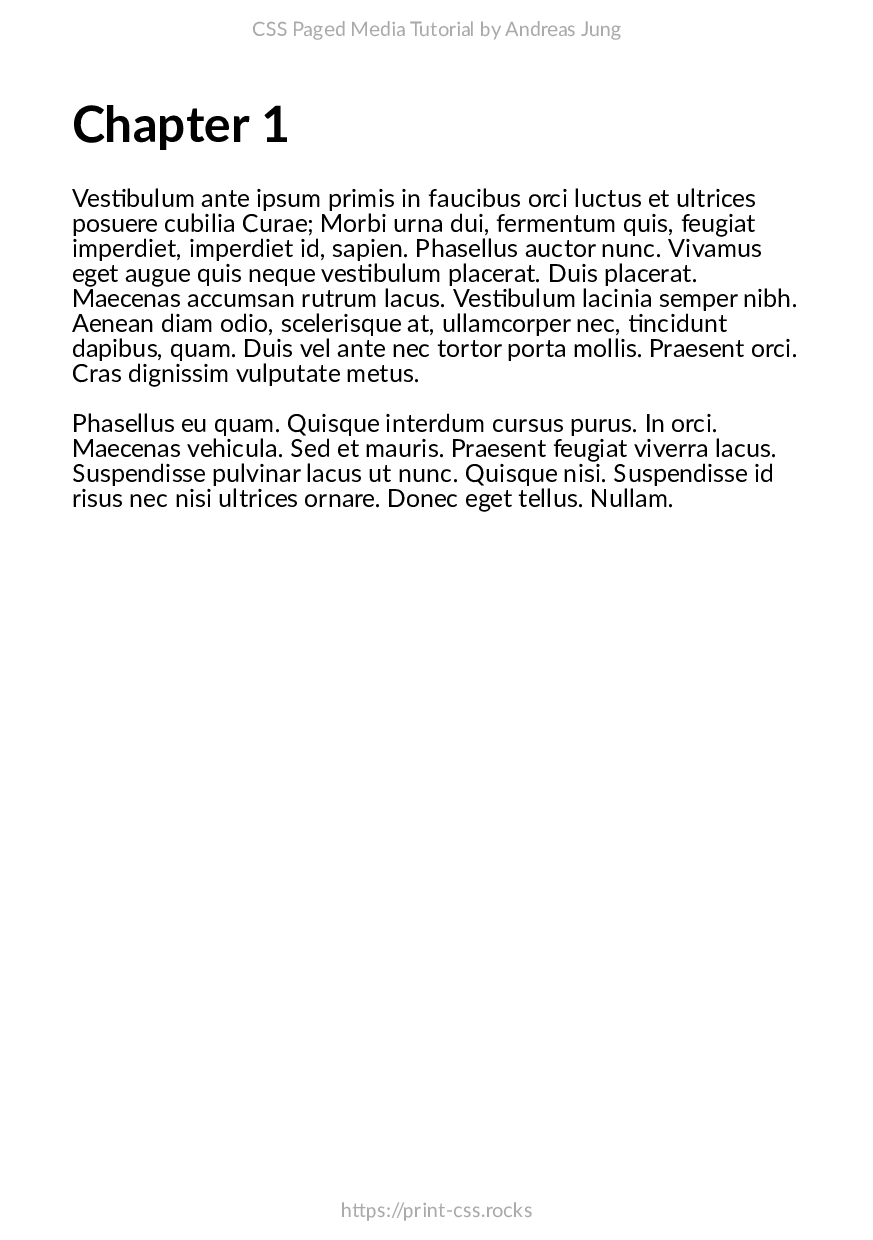 CSS Paged Media Tutorial by Andreas Jung
Chapter 1
Vestibulum ante ipsum primis in faucibus orci luctus et ultrices
posuere cubilia Curae; Morbi urna dui, fermentum quis, feugiat
imperdiet, imperdiet id, sapien. Phasellus auctor nunc. Vivamus
eget augue quis neque vestibulum placerat. Duis placerat.
Maecenas accumsan rutrum lacus. Vestibulum lacinia semper nibh.
Aenean diam odio, scelerisque at, ullamcorper nec, tincidunt
dapibus, quam. Duis vel ante nec tortor porta mollis. Praesent orci.
Cras dignissim vulputate metus.
Phasellus eu quam. Quisque interdum cursus purus. In orci.
Maecenas vehicula. Sed et mauris. Praesent feugiat viverra lacus.
Suspendisse pulvinar lacus ut nunc. Quisque nisi. Suspendisse id
risus nec nisi ultrices ornare. Donec eget tellus. Nullam.
https://print-css.rocks